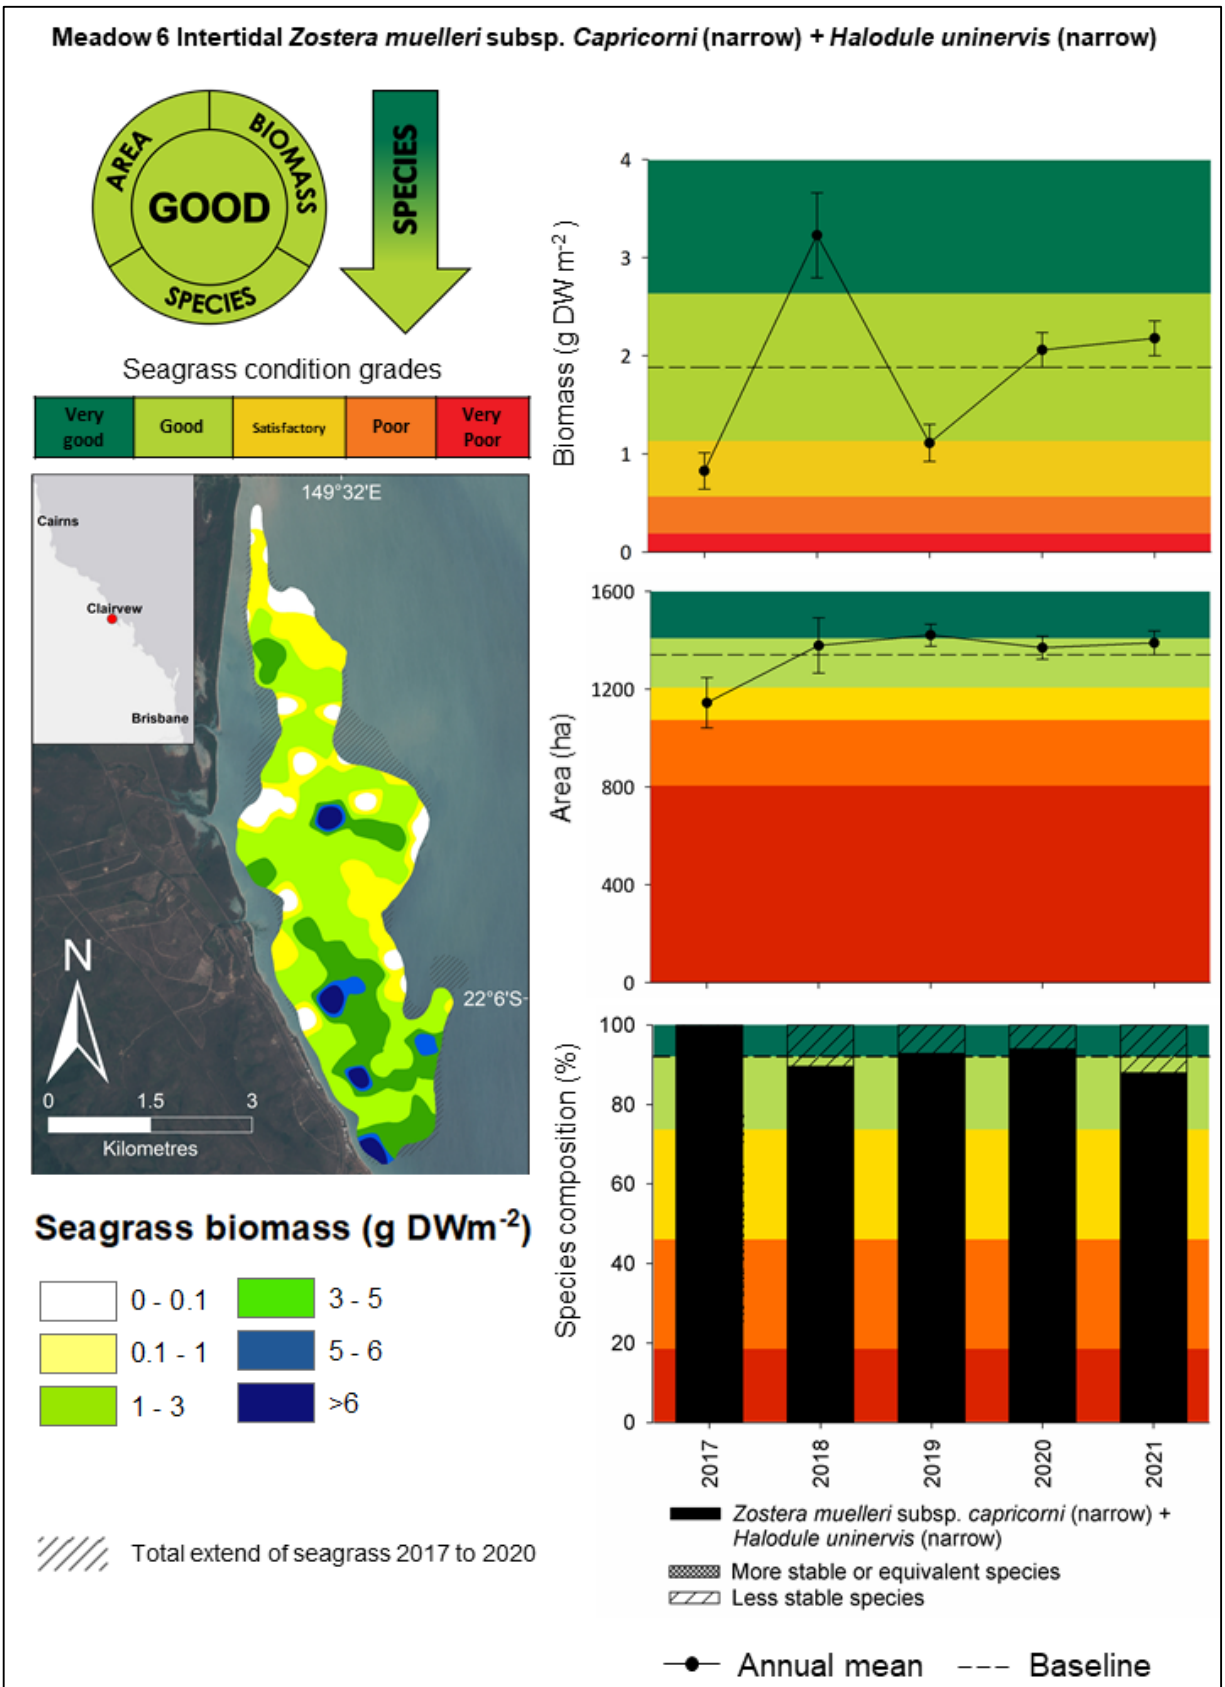 Meadow 6 Intertidal Zostera muelleri subsp. Capricorni (narrow) + Halodule uninervis (narrow)
AREA
BIOMASS
GOOD
SPECIES
SPECIES
Seagrass condition grades
Very good
Good
Satisfactory
Poor
Very Poor
149°32'E
Cairns
Clairvew
Brisbane
N
22°6'S
0 1.5 3
Kilometres
Seagrass biomass (g DWm-2)
0 - 0.1
0.1 - 1
1 - 3
3 - 5
5 - 6
>6
Total extend of seagrass 2017 to 2020
Biomass (g DW m-2 )
4
3
2
1
0
Area (ha)
1600
1200
800
400
0
Species composition (%)
100
80
60
40
20
0
2017
2018
2019
2020
2021
Zostera muelleri subsp. capricorni (narrow) +
Halodule uninervis (narrow)
More stable or equivalent species
Less stable species
Annual mean
Baseline